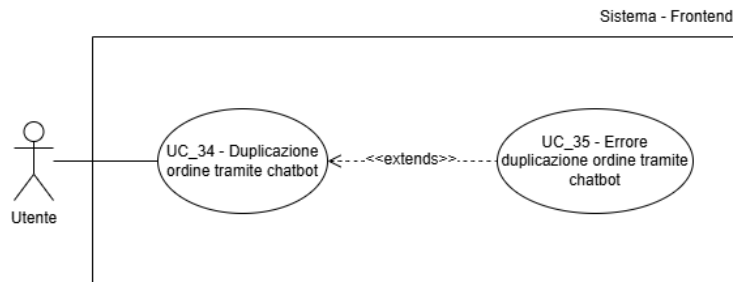 Sistema - Frontend
UC_34 - Duplicazione
ordine tramite chatbot
<<extends>>
UC_35 - Errore
duplicazione ordine tramite
chatbot
Utente